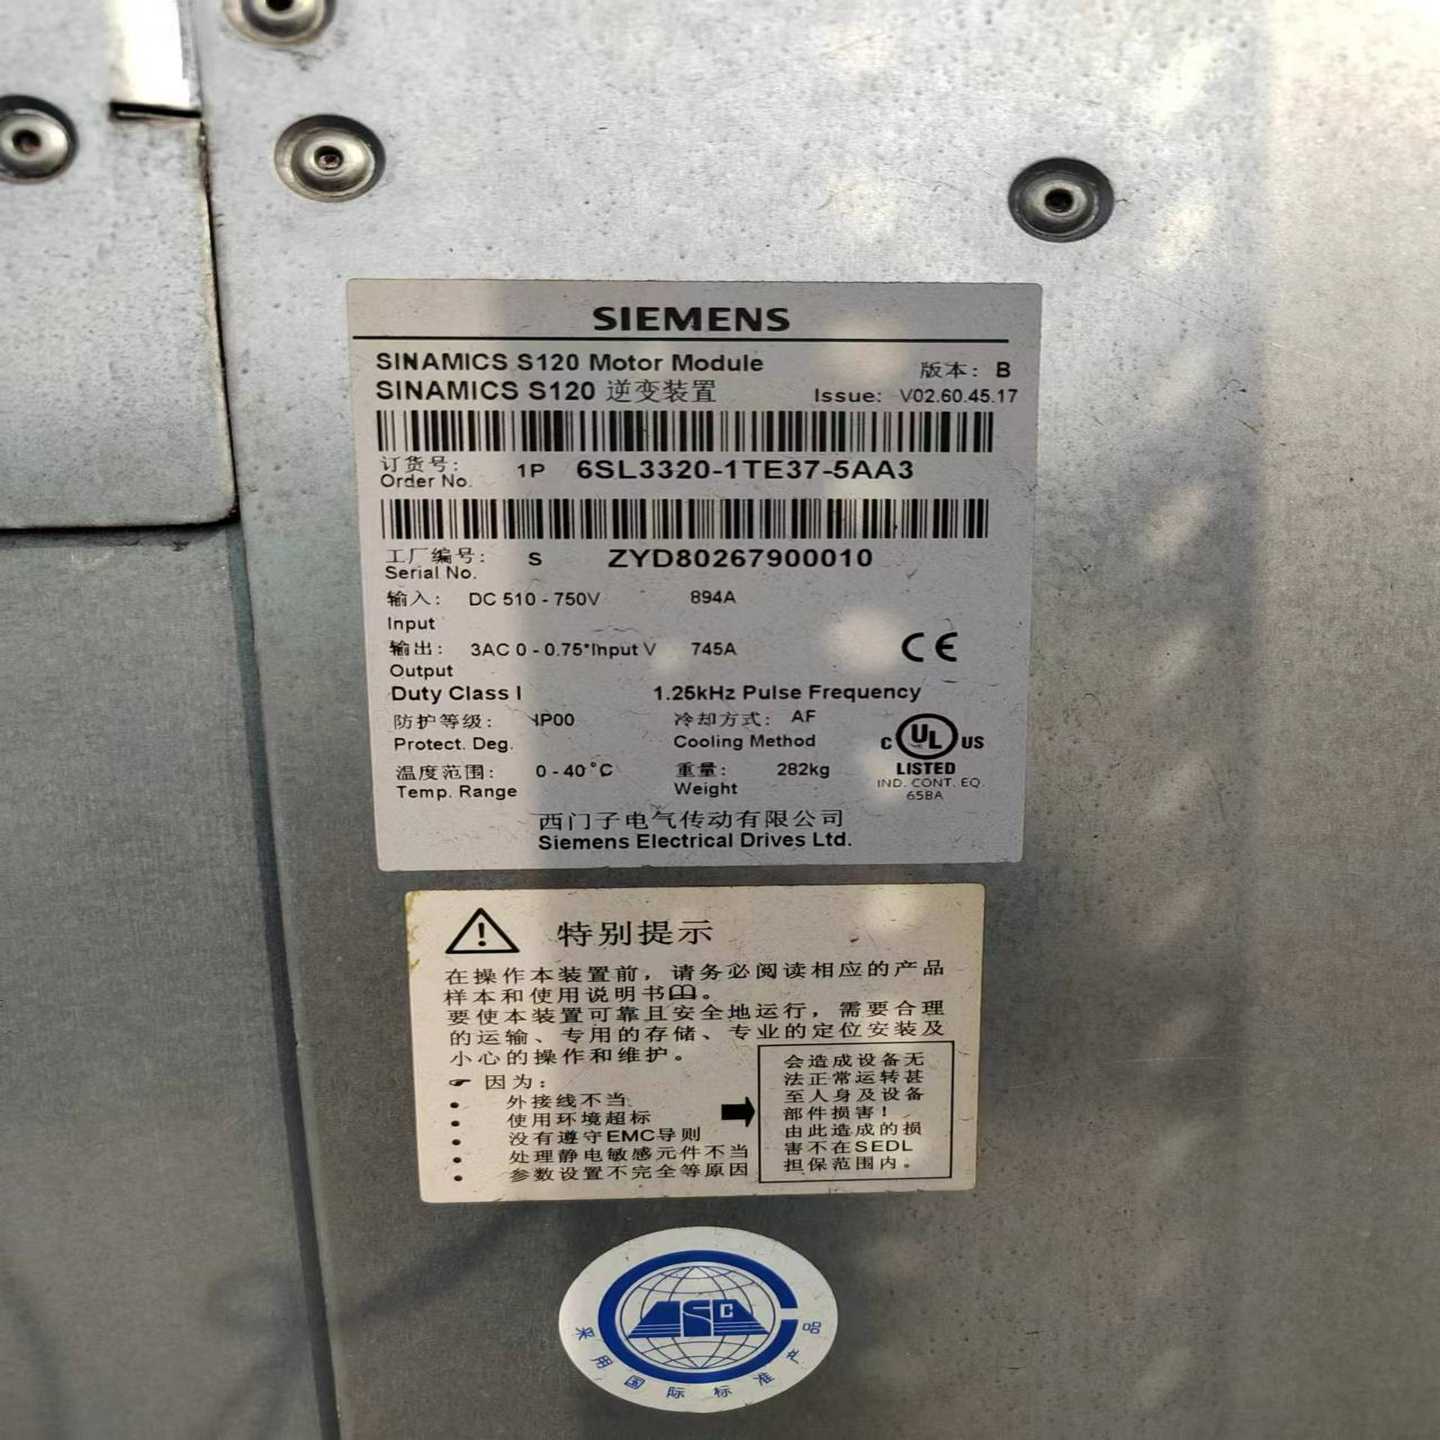 SIEMENS
SINAMICS S120 Motor Module
版本: B
SINAMICS S120 逆变装置
Issue: V02.60.45.17
订货号: 1P 6SL3320-1TE37-5AA3
Order No.
工厂编号: S ZYD80267900010
Serial No.
输入: DC 510 - 750V 894A
Input
输出: 3AC 0 - 0.75*Input V 745A
Output
CE
Duty Class I 1.25kHz Pulse Frequency
防护等级: IP00 冷却方式: AF
Protect. Deg. Cooling Method
C UL US
LISTED
IND. CONT. EQ.
65BA
温度范围: 0 - 40°C 重量: 282kg
Temp. Range Weight
西门子电气传动有限公司
Siemens Electrical Drives Ltd.
特别提示
在操作本装置前，请务必阅读相应的产品
样本和使用说明书。
要使本装置可靠且安全地运行，需要合理
的运输、专用的存储、专业的定位安装及
小心的操作和维护。
因为:
• 外接线不当
• 使用环境超标
• 没有遵守EMC导则
• 处理静电敏感元件不当
• 参数设置不完全等原因
会造成设备无
法正常运转甚
至人身及设备
部件损害!
由此造成的损
害不在SEDL
担保范围内。
采用国际标准产品